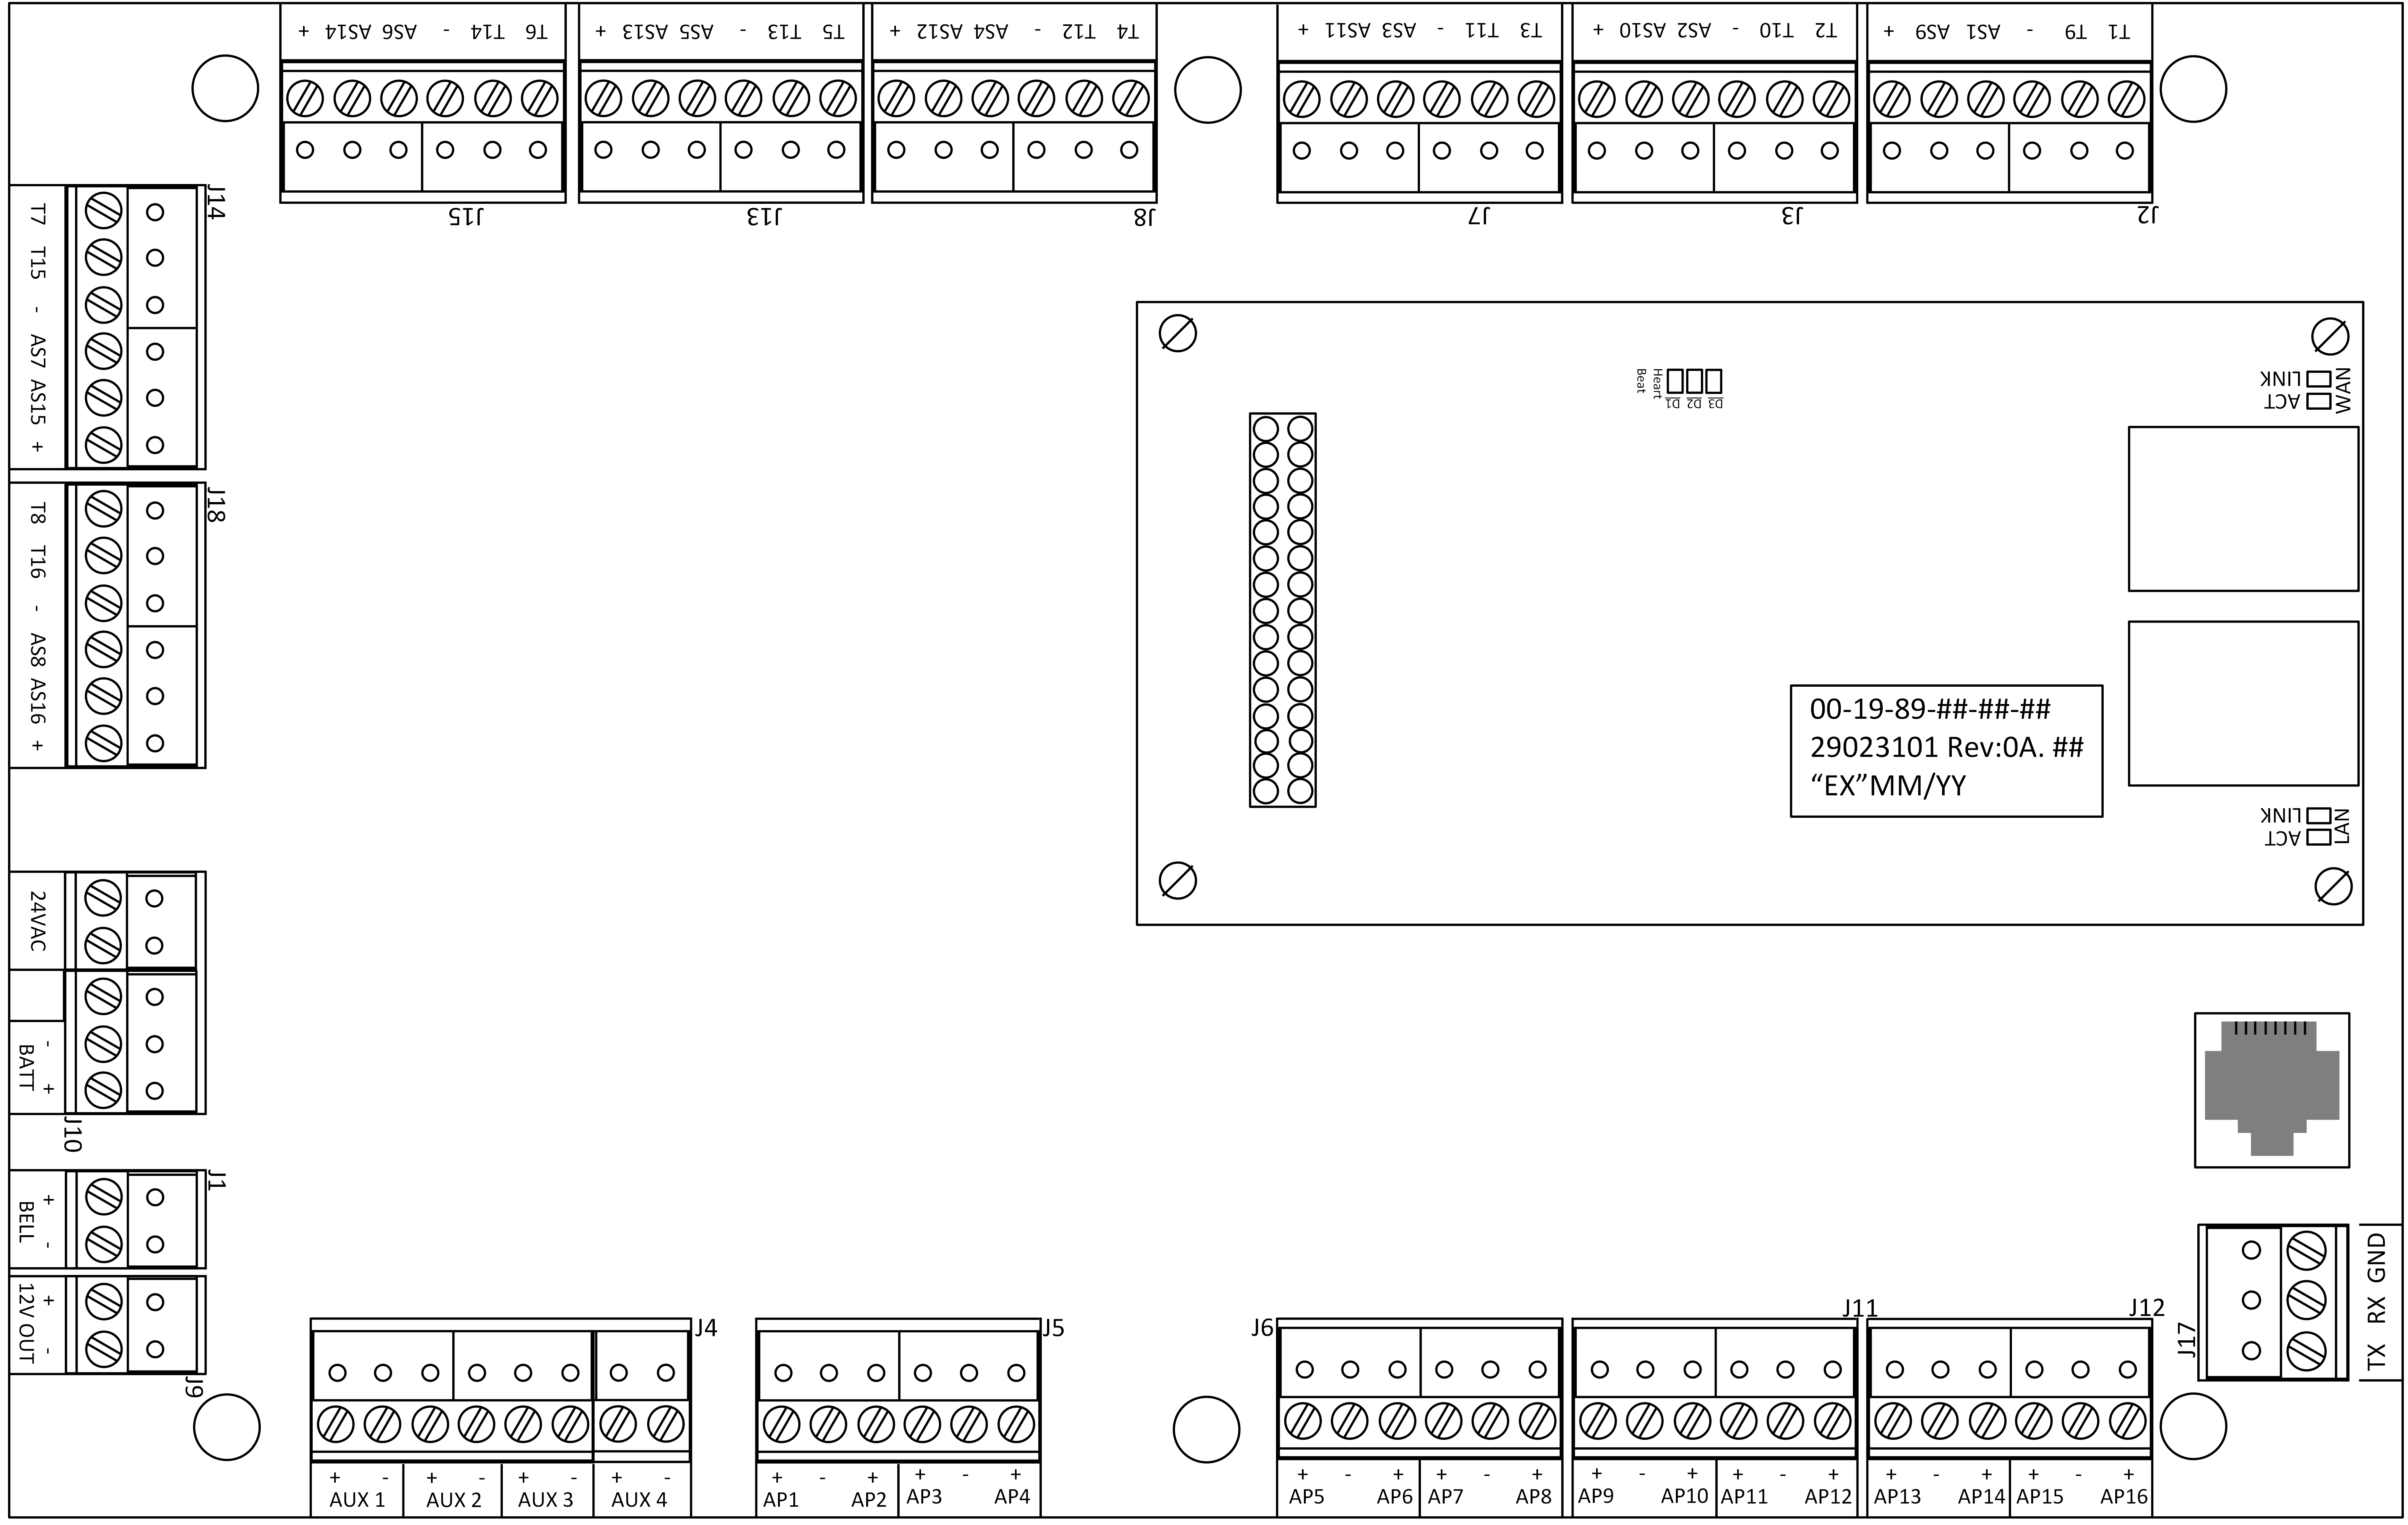 + AS14 AS6 - T14 T6
+ AS13 AS5 - T13 T5
+ AS12 AS4 - T12 T4
+ AS11 AS3 - T11 T3
+ AS10 AS2 - T10 T2
+ AS9 AS1 - T9 T1
J15
J13
J8
J7
J3
J2
J14
T7 T15 - AS7 AS15 +
J18
T8 T16 - AS8 AS16 +
Heart
Beat
D1 D2 D3
WAN
LINK
ACT
00-19-89-##-##-##
29023101 Rev:0A. ##
“EX”MM/YY
LAN
LINK
ACT
24VAC
- +
BATT
J10
J1
+ -
BELL
+ -
12V OUT
J9
J4
J5
J6
J11
J12
J17
TX RX GND
+ - + - + - + -
AUX 1 AUX 2 AUX 3 AUX 4
+ - + + - +
AP1 AP2 AP3 AP4
+ - + + - +
AP5 AP6 AP7 AP8
+ - + + - +
AP9 AP10 AP11 AP12
+ - + + - +
AP13 AP14 AP15 AP16